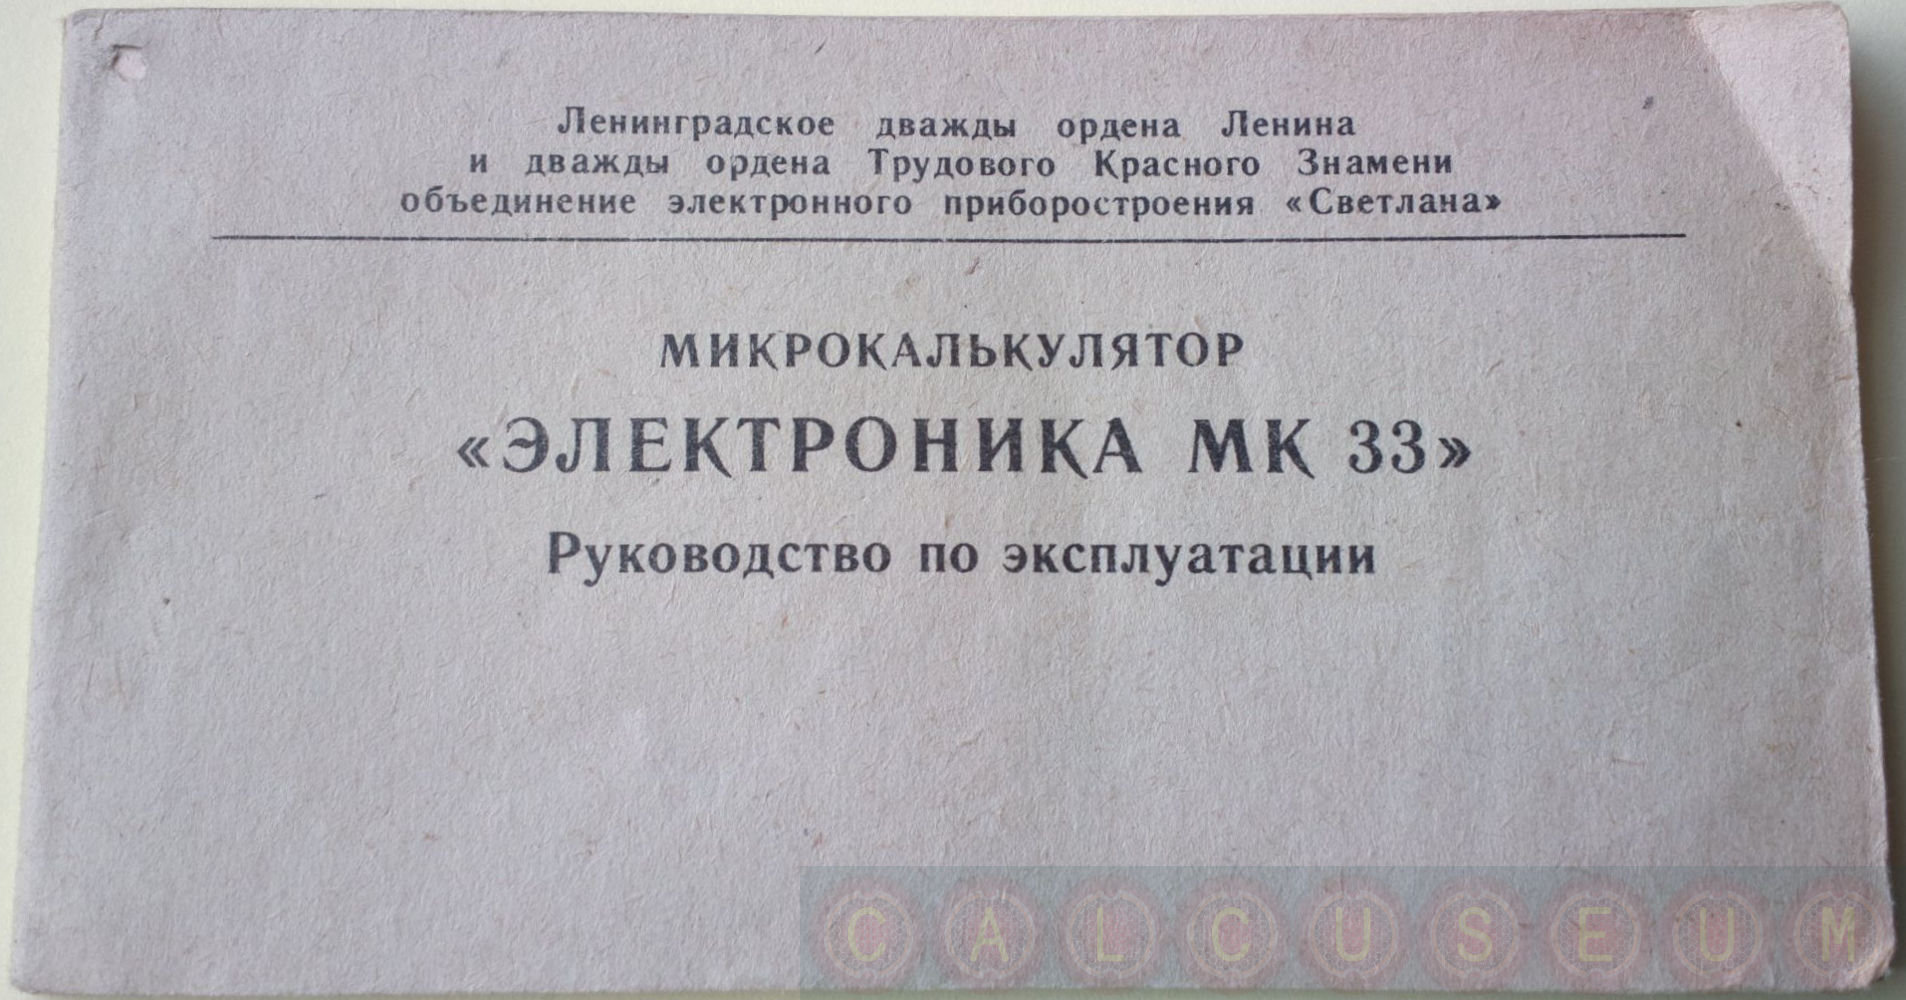 Ленинградское дважды ордена Ленина
и дважды ордена Трудового Красного Знамени
объединение электронного приборостроения «Светлана»
МИКРОКАЛЬКУЛЯТОР
«ЭЛЕКТРОНИКА МК 33»
Руководство по эксплуатации
CALCUSEUM